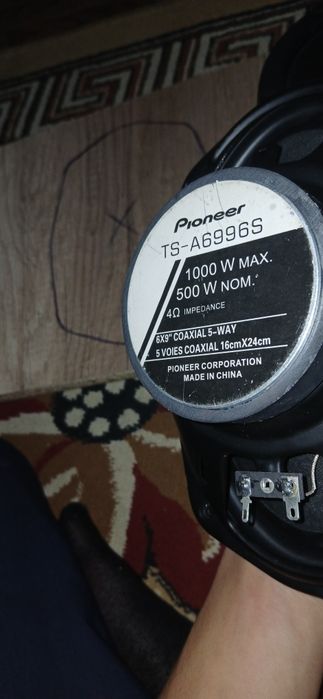 Pioneer
TS-A6996S
1000 W MAX.
500 W NOM.
4Ω IMPEDANCE
6X9" COAXIAL 5-WAY
5 VOIES COAXIAL 16cmX24cm
PIONEER CORPORATION
MADE IN CHINA